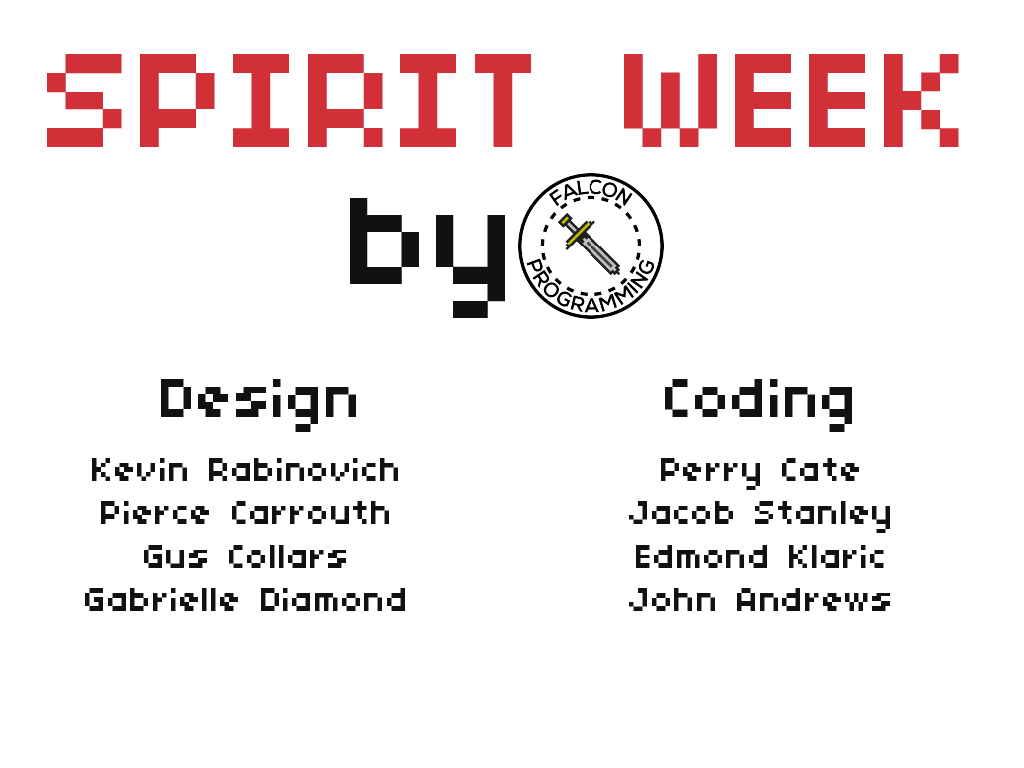 SPIRIT WEEK
by
FALCON
PROGRAMMING
Design
Kevin Rabinovich
Pierce Carrouth
Gus Collars
Gabrielle Diamond
Coding
Perry Cate
Jacob Stanley
Edmond Klaric
John Andrews